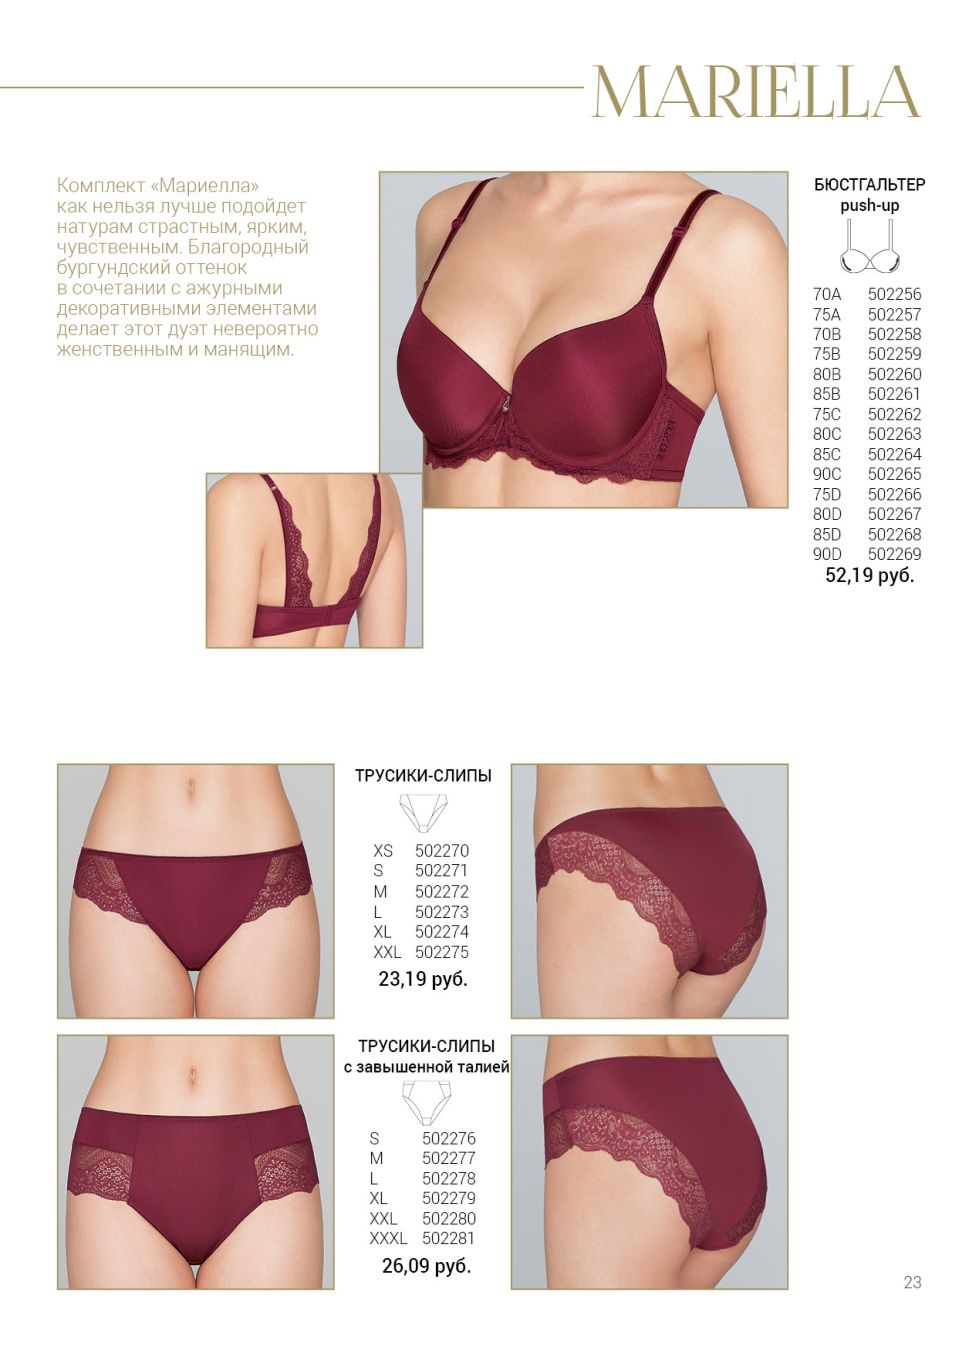 MARIELLA
Комплект «Мариелла»
как нельзя лучше подойдет
натурам страстным, ярким,
чувственным. Благородный
бургундский оттенок
в сочетании с ажурными
декоративными элементами
делает этот дуэт невероятно
женственным и манящим.
БЮСТГАЛЬТЕР
push-up
70A 502256
75A 502257
70B 502258
75B 502259
80B 502260
85B 502261
75C 502262
80C 502263
85C 502264
90C 502265
75D 502266
80D 502267
85D 502268
90D 502269
52,19 руб.
ТРУСИКИ-СЛИПЫ
XS 502270
S 502271
M 502272
L 502273
XL 502274
XXL 502275
23,19 руб.
ТРУСИКИ-СЛИПЫ
с завышенной талией
S 502276
M 502277
L 502278
XL 502279
XXL 502280
XXXL 502281
26,09 руб.
23